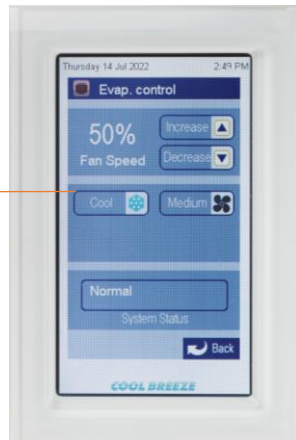 Thursday 14 Jul 2022 2:49 PM
Evap. control
50%
Fan Speed
Increase
Decrease
Cool
Medium
Normal
System Status
Back
COOL BREEZE